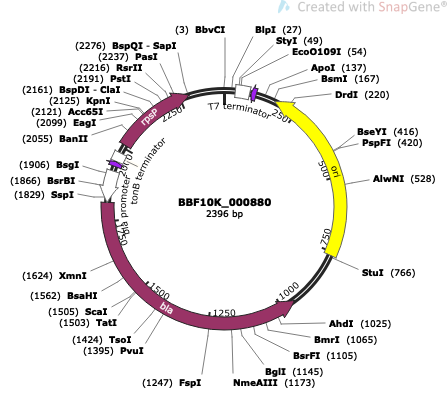 Created with SnapGene®
(3) BbvCI
BlpI (27)
StyI (49)
EcoO109I (54)
ApoI (137)
BsmI (167)
DrdI (220)
BseYI (416)
PspFI (420)
AlwNI (528)
StuI (766)
AhdI (1025)
BmrI (1065)
BsrFI (1105)
BglI (1145)
NmeAIII (1173)
(1247) FspI
(1395) PvuI
(1424) TsoI
(1503) TatI
(1505) ScaI
(1562) BsaHI
(1624) XmnI
(1829) SspI
(1866) BsrBI
(1906) BsgI
(2055) BanII
(2099) EagI
(2121) Acc65I
(2125) KpnI
(2161) BspDI - ClaI
(2191) PstI
(2216) RsrII
(2237) PasI
(2276) BspQI - SapI
T7 terminator
250
ori
500
750
1000
1250
1500
bla
bla promoter
tonB terminator
rpsP
2250
BBF10K_000880
2396 bp